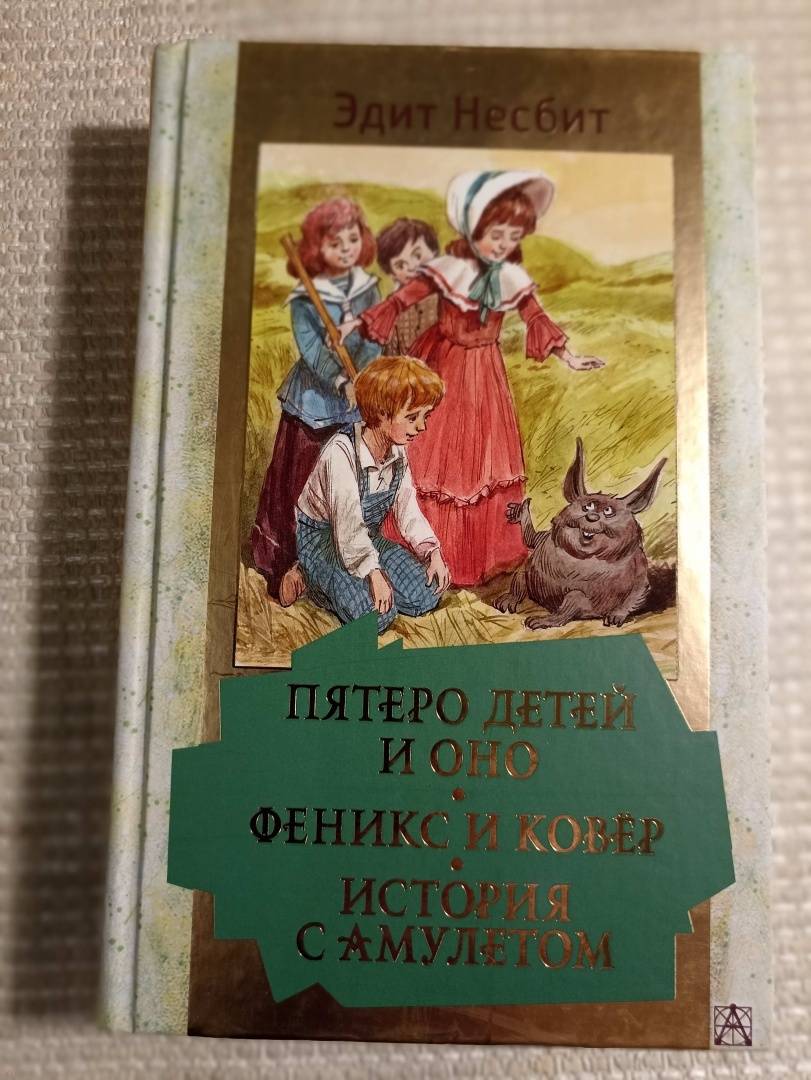 Эдит Несбит
ПЯТЕРО ДЕТЕЙ
И ОНО
•
ФЕНИКС И КОВЁР
•
ИСТОРИЯ
С АМУЛЕТОМ